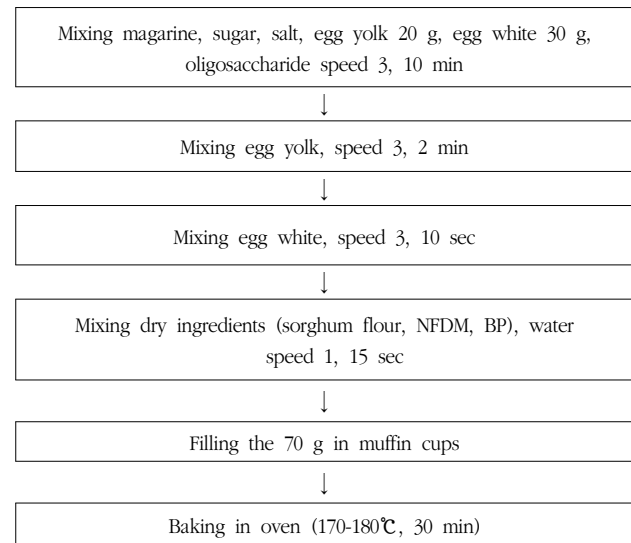 Mixing magarine, sugar, salt, egg yolk 20 g, egg white 30 g,
oligosaccharide speed 3, 10 min
↓
Mixing egg yolk, speed 3, 2 min
↓
Mixing egg white, speed 3, 10 sec
↓
Mixing dry ingredients (sorghum flour, NFDM, BP), water
speed 1, 15 sec
↓
Filling the 70 g in muffin cups
↓
Baking in oven (170-180℃, 30 min)